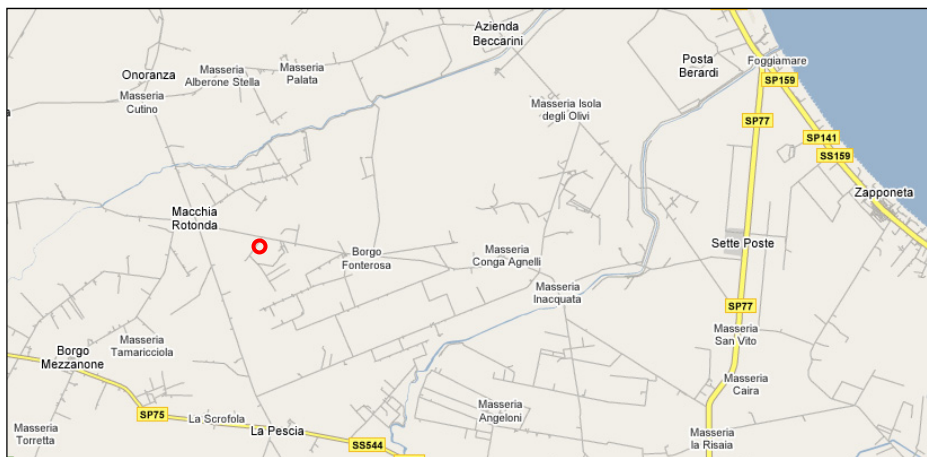 Azienda
Beccarini
Posta
Berardi
Foggiamare
SP159
Onoranza
Masseria
Alberone Stella
Masseria
Palata
Masseria
Cutino
Masseria Isola
degli Olivi
SP77
SP141
SS159
Zapponeta
Macchia
Rotonda
Borgo
Fonterosa
Masseria
Conga Agnelli
Sette Poste
Masseria
Inacquata
SP77
Masseria
San Vito
Masseria
Tamaricciola
Borgo
Mezzanone
Masseria
Caira
SP75
La Scrofola
La Pescia
Masseria
Angeloni
Masseria
Torretta
SS544
Masseria
la Risaia